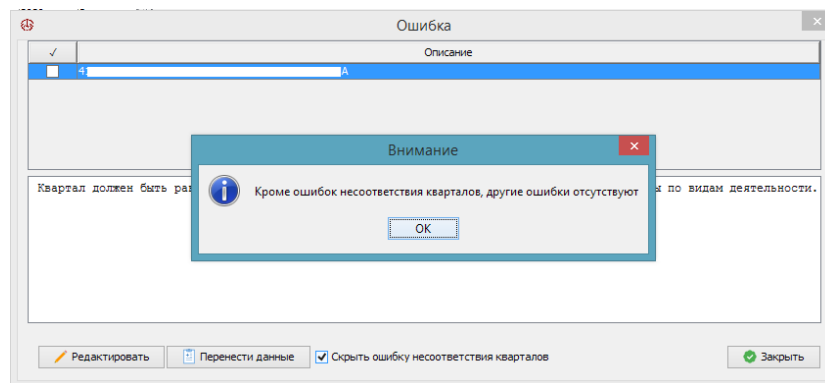 Ошибка
✓ Описание
4 A
Внимание
Кроме ошибок несоответствия кварталов, другие ошибки отсутствуют
OK
Квартал должен быть по видам деятельности.
Редактировать Перенести данные Скрыть ошибку несоответствия кварталов Закрыть